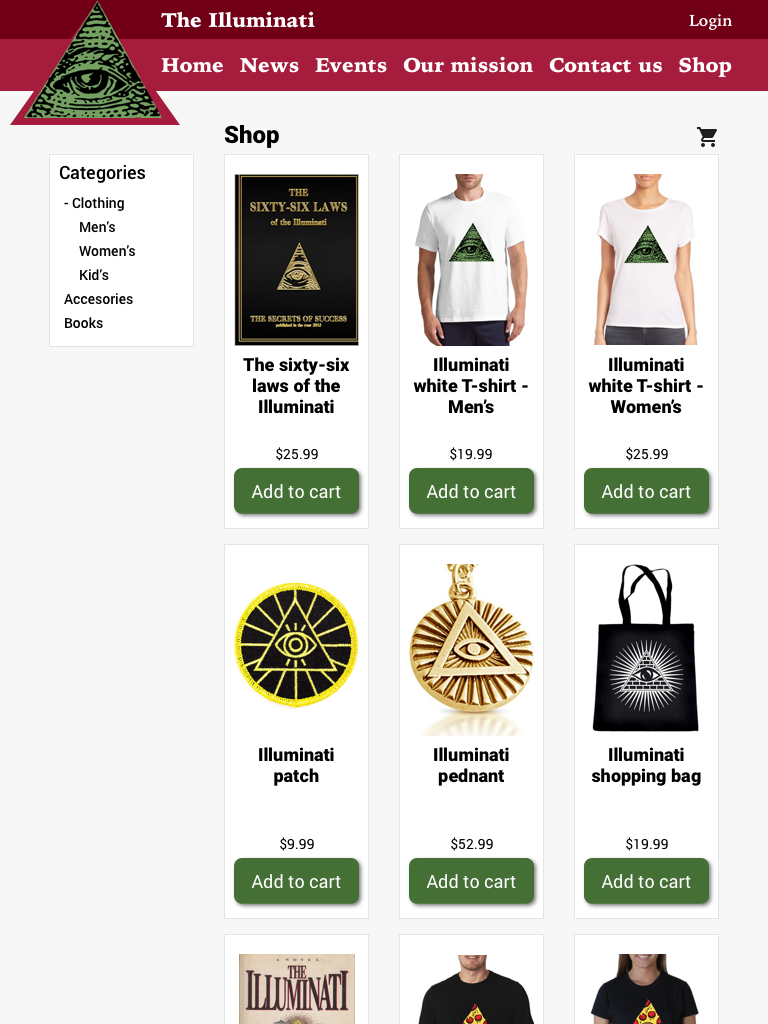 The Illuminati
Login
Home News Events Our mission Contact us Shop
Shop
Categories
- Clothing
Men's
Women's
Kid's
Accesories
Books
THE
SIXTY-SIX LAWS
of the Illuminati
THE SECRETS OF SUCCESS
published in the year 2013
The sixty-six
laws of the
Illuminati
$25.99
Add to cart
Illuminati
white T-shirt -
Men's
$19.99
Add to cart
Illuminati
white T-shirt -
Women's
$25.99
Add to cart
Illuminati
patch
$9.99
Add to cart
Illuminati
pednant
$52.99
Add to cart
Illuminati
shopping bag
$19.99
Add to cart
A NOVEL
THE
ILLUMINATI